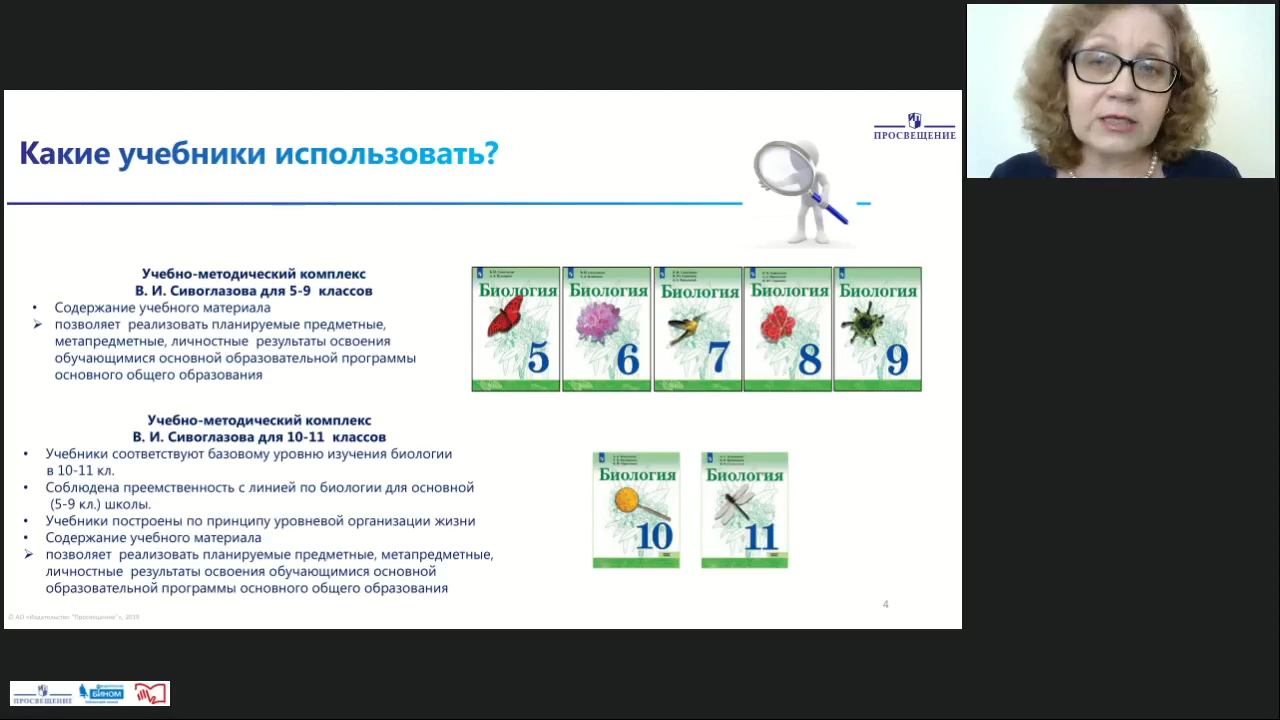 ПРОСВЕЩЕНИЕ
Какие учебники использовать?
Учебно-методический комплекс
В. И. Сивоглазова для 5-9 классов
• Содержание учебного материала
➢ позволяет реализовать планируемые предметные,
метапредметные, личностные результаты освоения
обучающимися основной образовательной программы
основного общего образования
Биология
5
Биология
6
Биология
7
Биология
8
Биология
9
Учебно-методический комплекс
В. И. Сивоглазова для 10-11 классов
• Учебники соответствуют базовому уровню изучения биологии
в 10-11 кл.
• Соблюдена преемственность с линией по биологии для основной
(5-9 кл.) школы.
• Учебники построены по принципу уровневой организации жизни
• Содержание учебного материала
➢ позволяет реализовать планируемые предметные, метапредметные,
личностные результаты освоения обучающимися основной
образовательной программы основного общего образования
Биология
10
Биология
11
4
© АО «Издательство "Просвещение"», 2019
ПРОСВЕЩЕНИЕ
БИНОМ